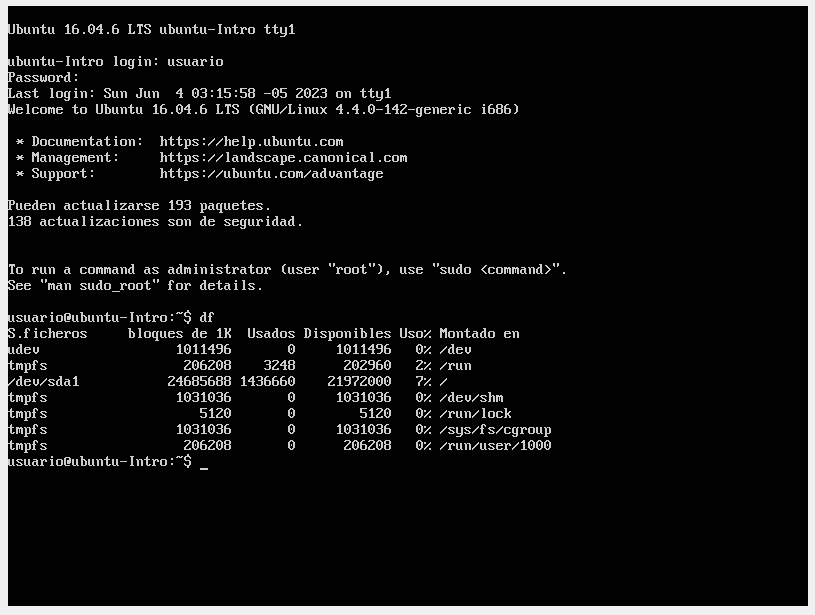 Ubuntu 16.04.6 LTS ubuntu-Intro tty1
ubuntu-Intro login: usuario
Password:
Last login: Sun Jun  4 03:15:58 -05 2023 on tty1
Welcome to Ubuntu 16.04.6 LTS (GNU/Linux 4.4.0-142-generic i686)
 * Documentation:  https://help.ubuntu.com
 * Management:     https://landscape.canonical.com
 * Support:        https://ubuntu.com/advantage
Pueden actualizarse 193 paquetes.
138 actualizaciones son de seguridad.
To run a command as administrator (user "root"), use "sudo <command>".
See "man sudo_root" for details.
usuario@ubuntu-Intro:~$ df
S.ficheros     bloques de 1K  Usados Disponibles Uso% Montado en
udev                 1011496       0     1011496   0% /dev
tmpfs                 206208    3248      202960   2% /run
/dev/sda1           24685688 1436660    21972000   7% /
tmpfs                1031036       0     1031036   0% /dev/shm
tmpfs                   5120       0        5120   0% /run/lock
tmpfs                1031036       0     1031036   0% /sys/fs/cgroup
tmpfs                 206208       0      206208   0% /run/user/1000
usuario@ubuntu-Intro:~$ _